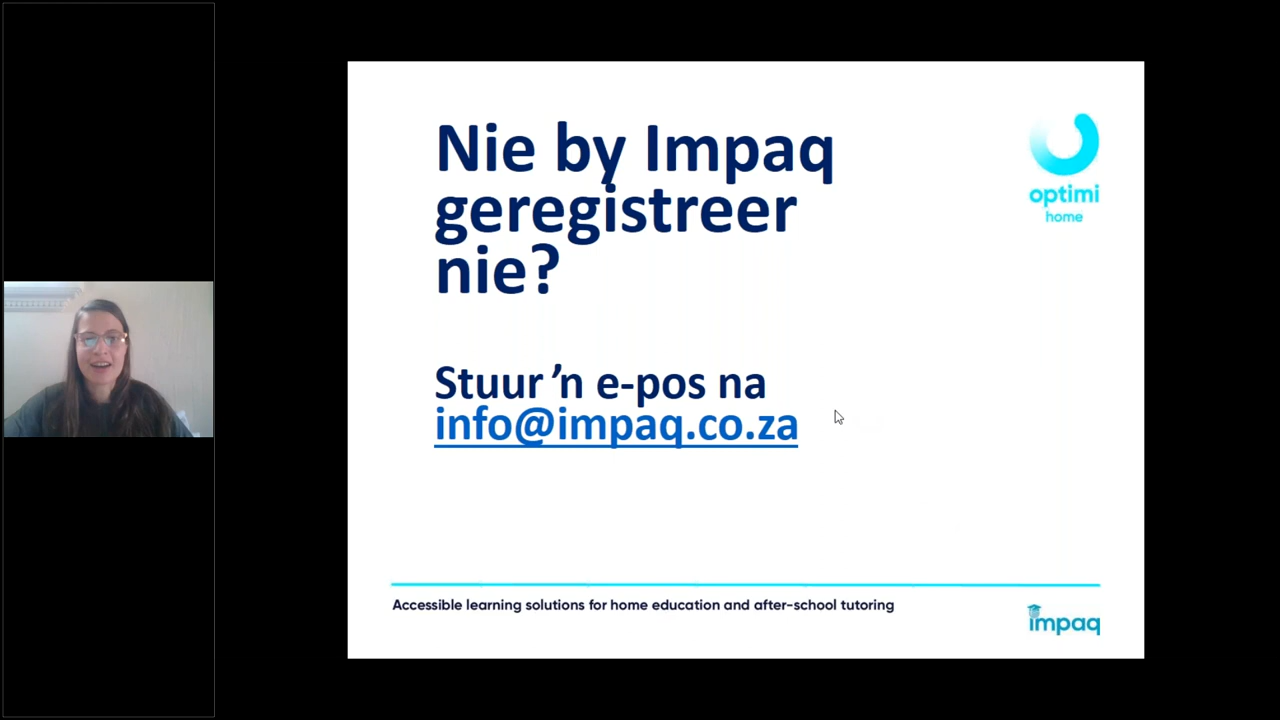 Nie by Impaq
geregistreer
nie?
optimi
home
Stuur 'n e-pos na
info@impaq.co.za
Accessible learning solutions for home education and after-school tutoring
impaq